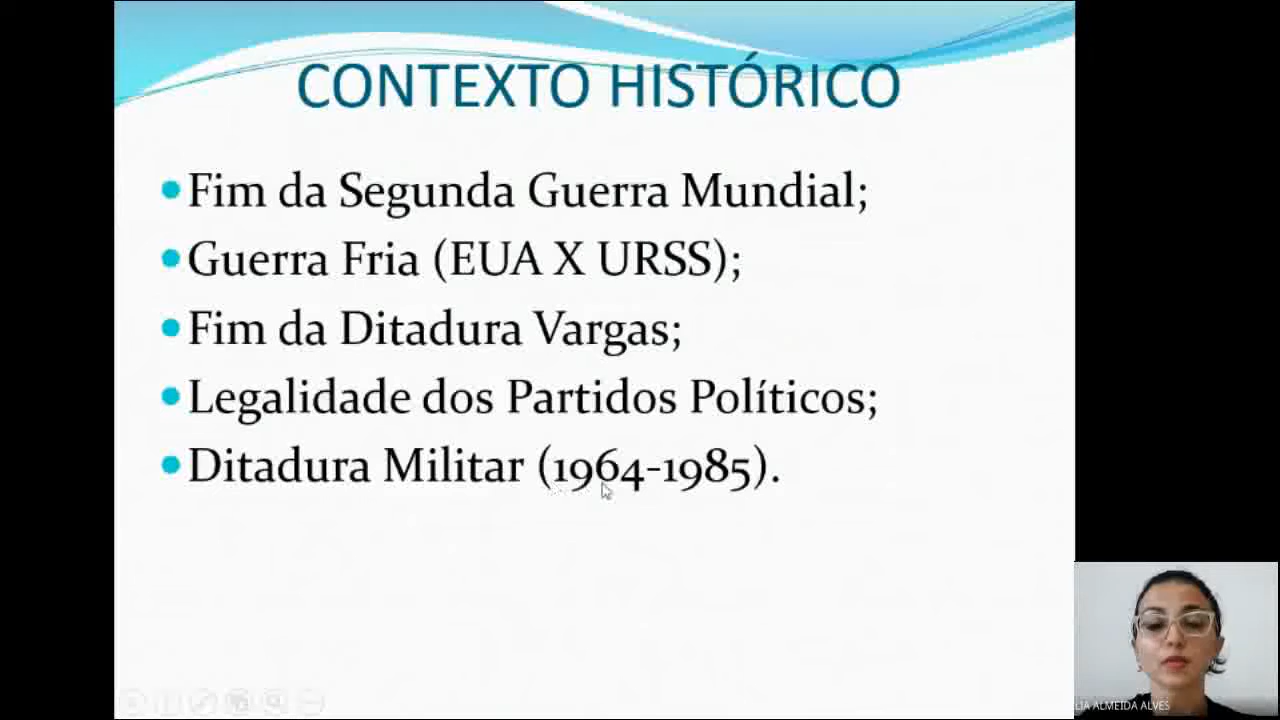 CONTEXTO HISTÓRICO
•Fim da Segunda Guerra Mundial;
•Guerra Fria (EUA X URSS);
•Fim da Ditadura Vargas;
•Legalidade dos Partidos Políticos;
•Ditadura Militar (1964-1985).
ALMEIDA ALVES